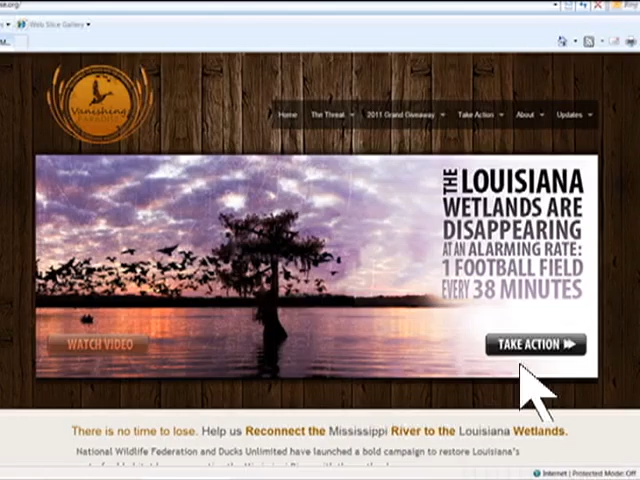 Web Slice Gallery
Vanishing
PARADISE
Home The Threat 2011 Grand Giveaway Take Action About Updates
THE LOUISIANA
WETLANDS ARE
DISAPPEARING
AT AN ALARMING RATE:
1 FOOTBALL FIELD
EVERY 38 MINUTES
WATCH VIDEO
TAKE ACTION
There is no time to lose. Help us Reconnect the Mississippi River to the Louisiana Wetlands.
National Wildlife Federation and Ducks Unlimited have launched a bold campaign to restore Louisiana's
Internet | Protected Mode: Off